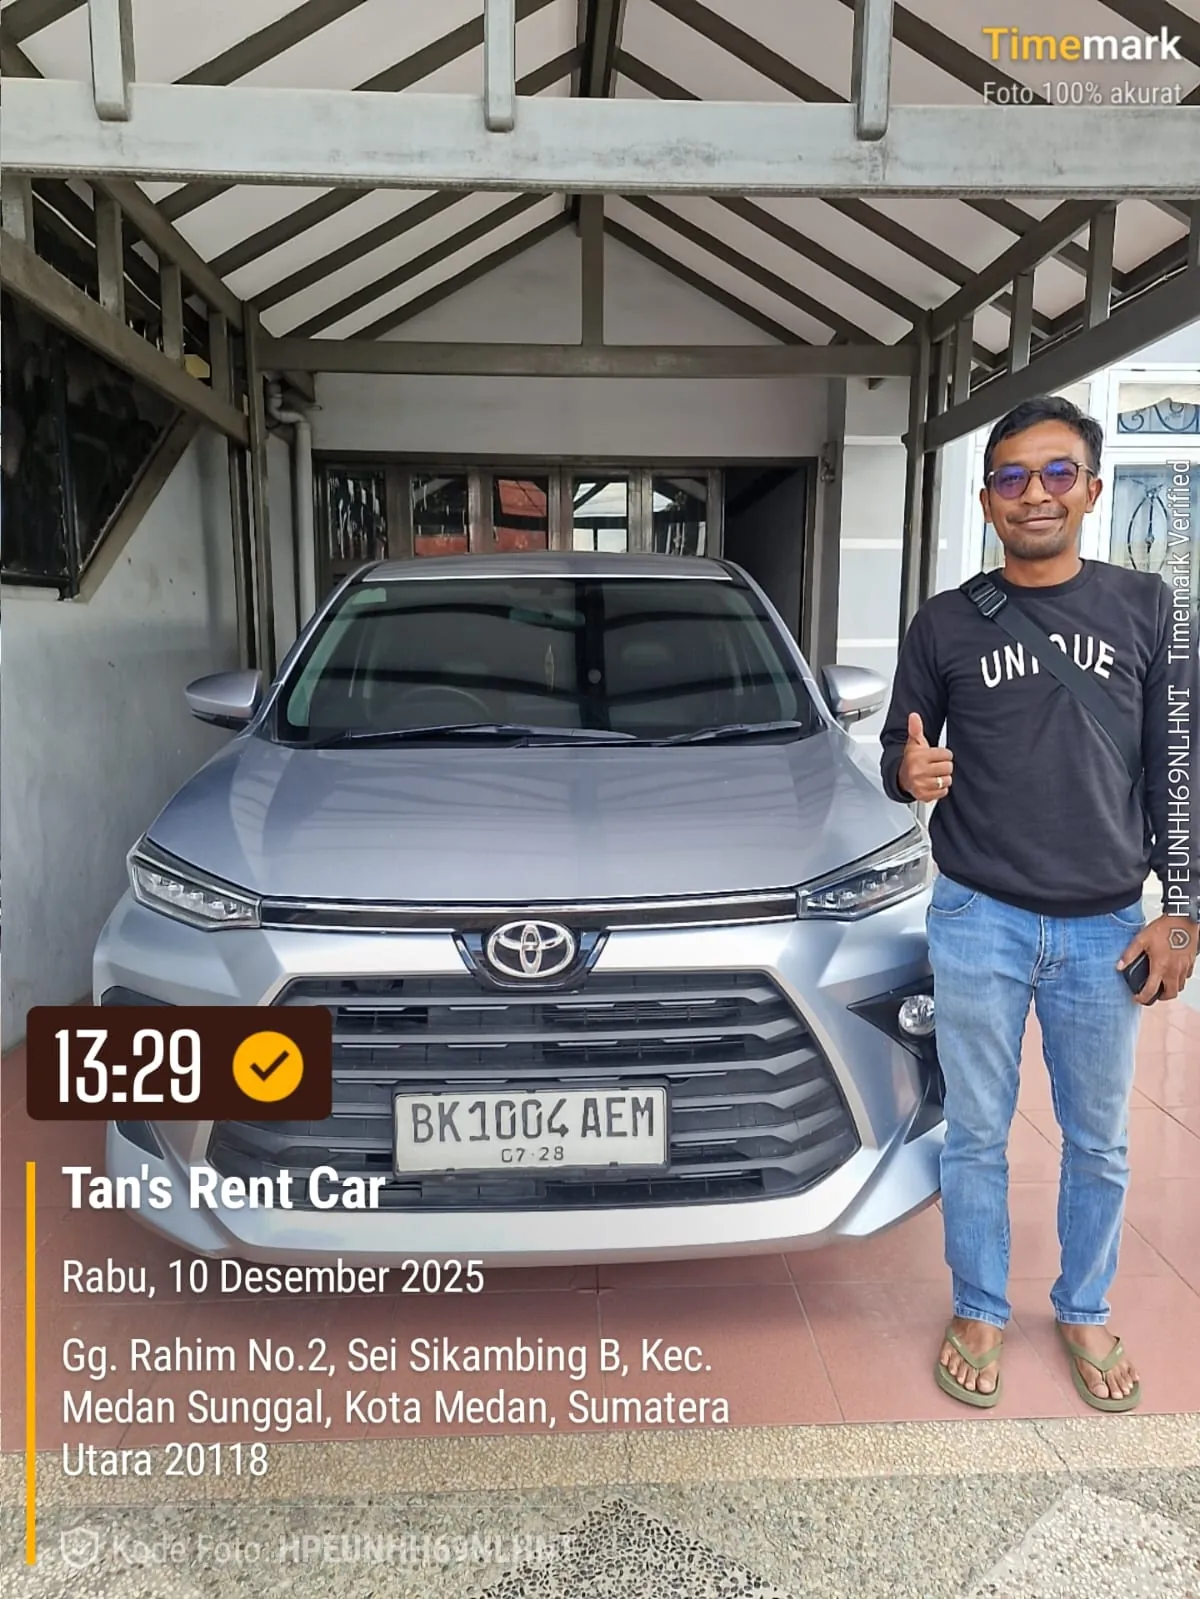 Timemark
Foto 100% akurat
UNIQUE
HPEUNHH69NLHNT Timemark Verified
BK 1004 AEM
07·28
13:29
Tan's Rent Car
Rabu, 10 Desember 2025
Gg. Rahim No.2, Sei Sikambing B, Kec.
Medan Sunggal, Kota Medan, Sumatera
Utara 20118
Kode Foto: HPEUNHH69NLHNT